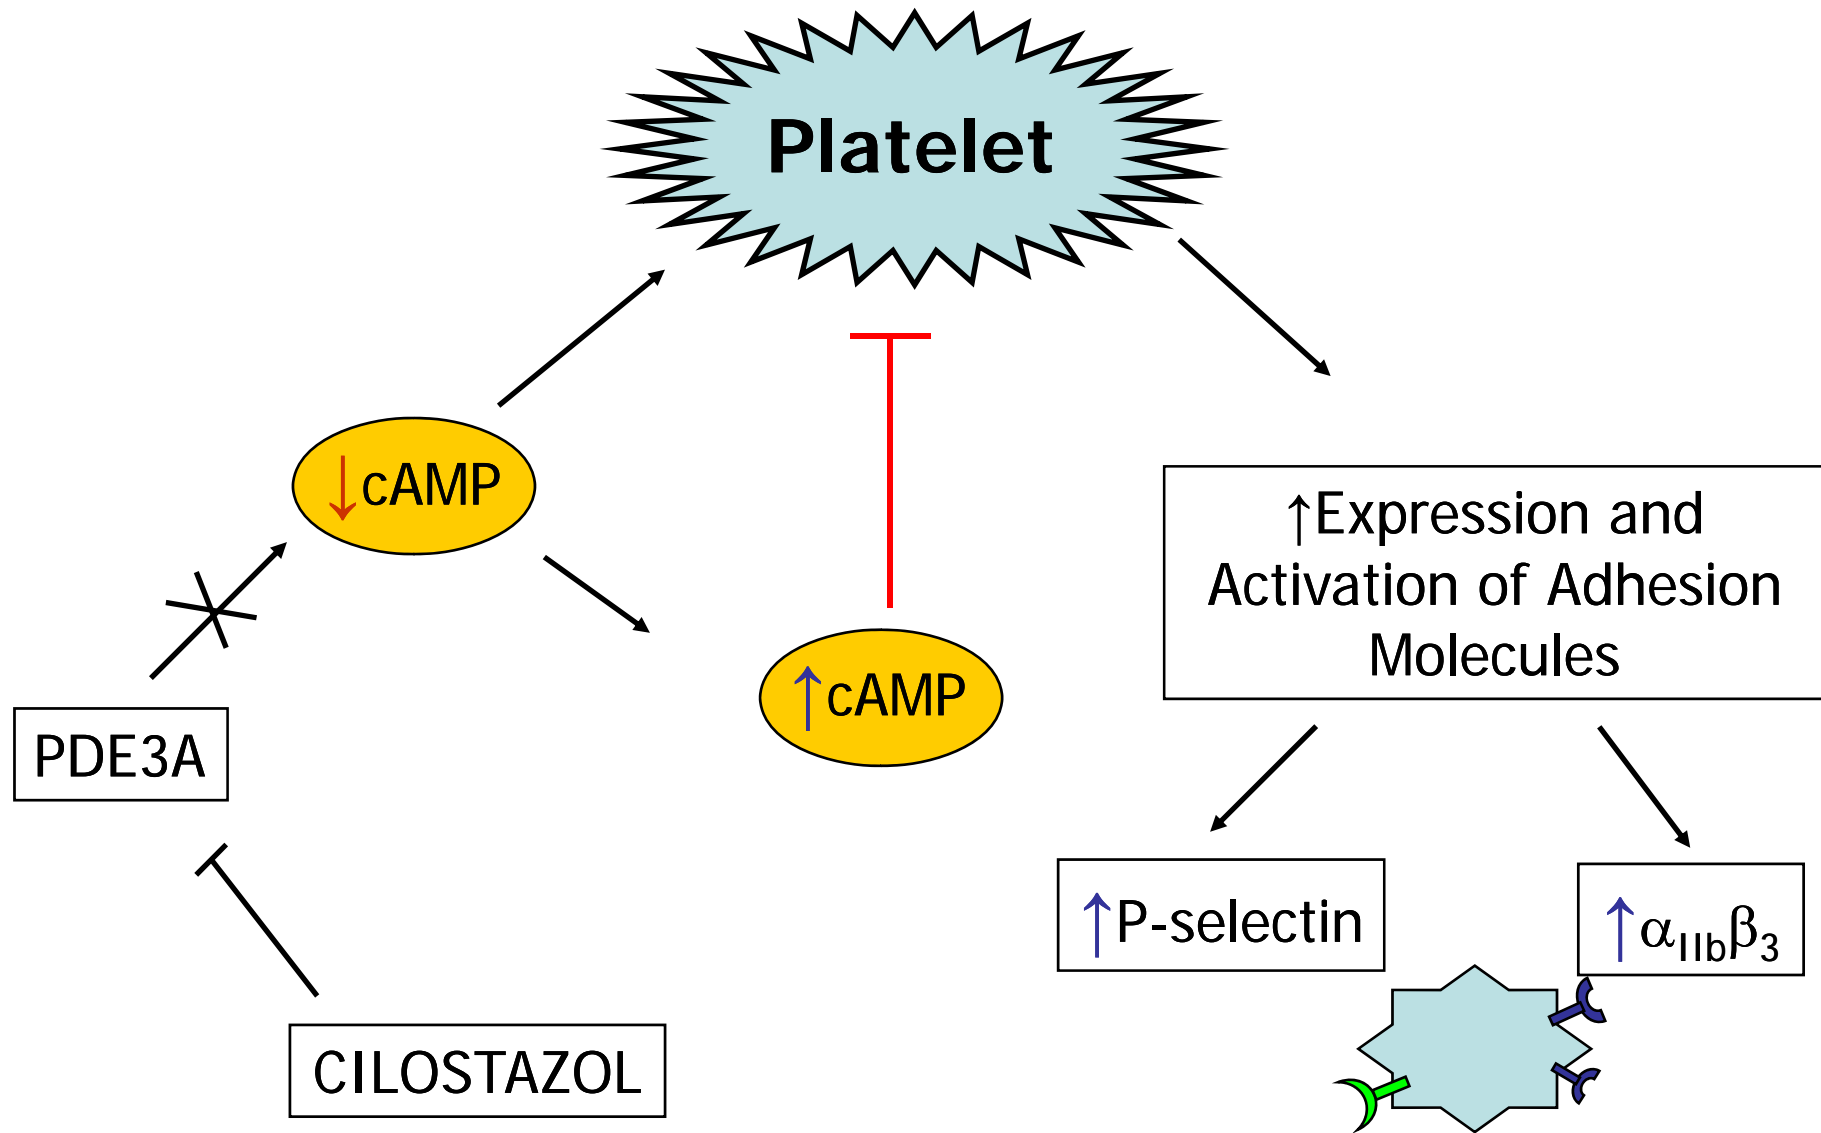 Platelet
↓cAMP
↑Expression and
Activation of Adhesion
Molecules
↑cAMP
PDE3A
↑P-selectin
↑αIIbβ3
CILOSTAZOL